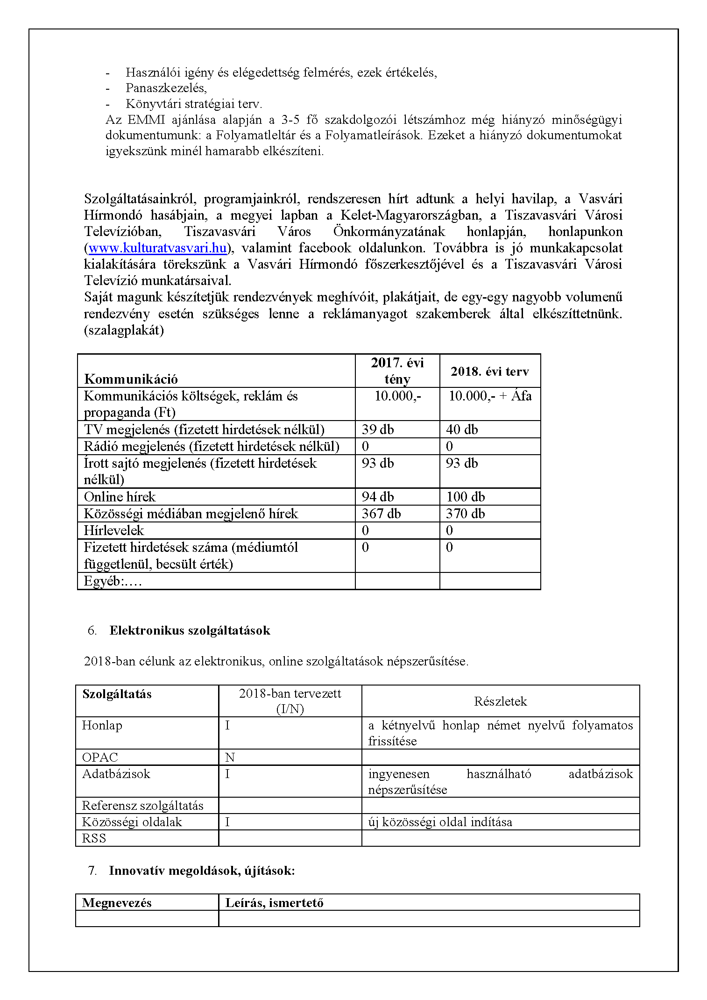 - Használói igény és elégedettség felmérés, ezek értékelés,
- Panaszkezelés,
- Könyvtári stratégiai terv.
Az EMMI ajánlása alapján a 3-5 fő szakdolgozói létszámhoz még hiányzó minőségügyi
dokumentumunk: a Folyamatleltár és a Folyamatleírások. Ezeket a hiányzó dokumentumokat
igyekszünk minél hamarabb elkészíteni.
Szolgáltatásainkról, programjainkról, rendszeresen hírt adtunk a helyi havilap, a Vasvári
Hírmondó hasábjain, a megyei lapban a Kelet-Magyarországban, a Tiszavasvári Városi
Televízióban, Tiszavasvári Város Önkormányzatának honlapján, honlapunkon
(www.kulturatvasvari.hu), valamint facebook oldalunkon. Továbbra is jó munkakapcsolat
kialakítására törekszünk a Vasvári Hírmondó főszerkesztőjével és a Tiszavasvári Városi
Televízió munkatársaival.
Saját magunk készítetjük rendezvények meghívóit, plakátjait, de egy-egy nagyobb volumenű
rendezvény esetén szükséges lenne a reklámanyagot szakemberek által elkészíttetnünk.
(szalagplakát)
Kommunikáció 2017. évi tény 2018. évi terv
Kommunikációs költségek, reklám és 10.000,- 10.000,- + Áfa
propaganda (Ft)
TV megjelenés (fizetett hirdetések nélkül) 39 db 40 db
Rádió megjelenés (fizetett hirdetések nélkül) 0 0
Írott sajtó megjelenés (fizetett hirdetések 93 db 93 db
nélkül)
Online hírek 94 db 100 db
Közösségi médiában megjelenő hírek 367 db 370 db
Hírlevelek 0 0
Fizetett hirdetések száma (médiumtól 0 0
függetlenül, becsült érték)
Egyéb:….
6. Elektronikus szolgáltatások
2018-ban célunk az elektronikus, online szolgáltatások népszerűsítése.
Szolgáltatás 2018-ban tervezett (I/N) Részletek
Honlap I a kétnyelvű honlap német nyelvű folyamatos
frissítése
OPAC N
Adatbázisok I ingyenesen használható adatbázisok
népszerűsítése
Referensz szolgáltatás
Közösségi oldalak I új közösségi oldal indítása
RSS
7. Innovatív megoldások, újítások:
Megnevezés Leírás, ismertető